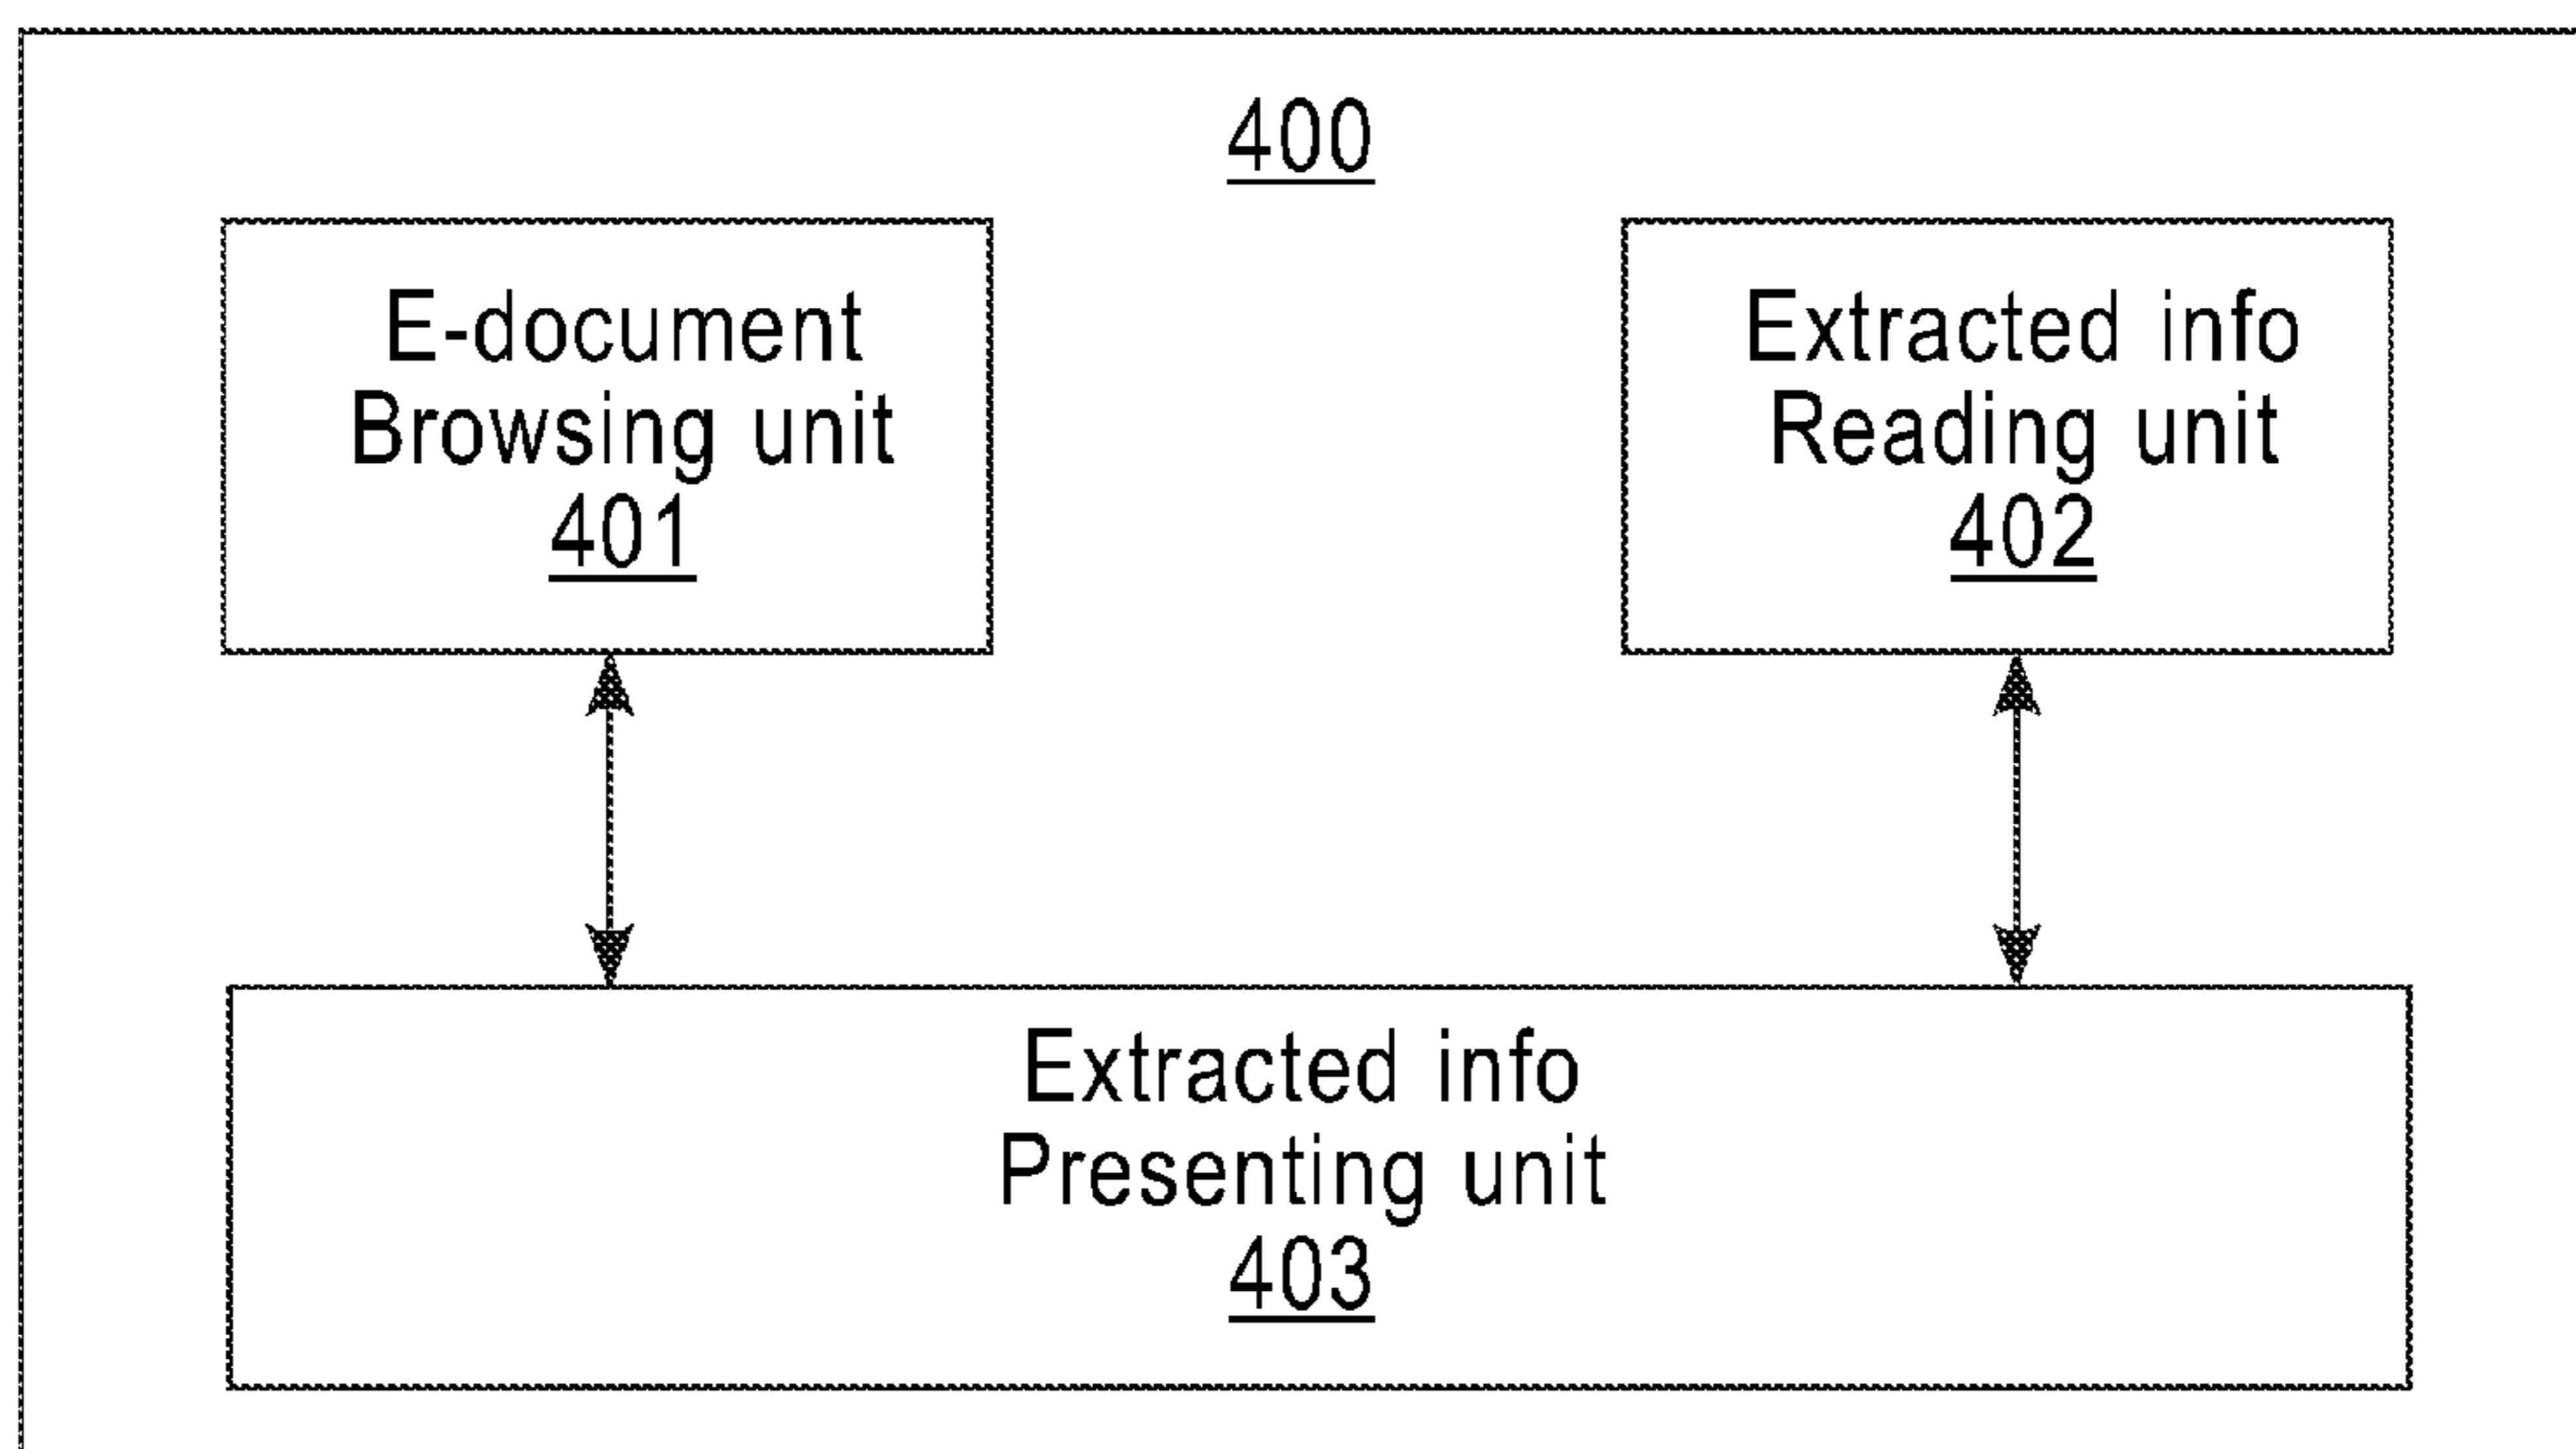 400
E-document
Browsing unit
401
Extracted info
Reading unit
402
Extracted info
Presenting unit
403